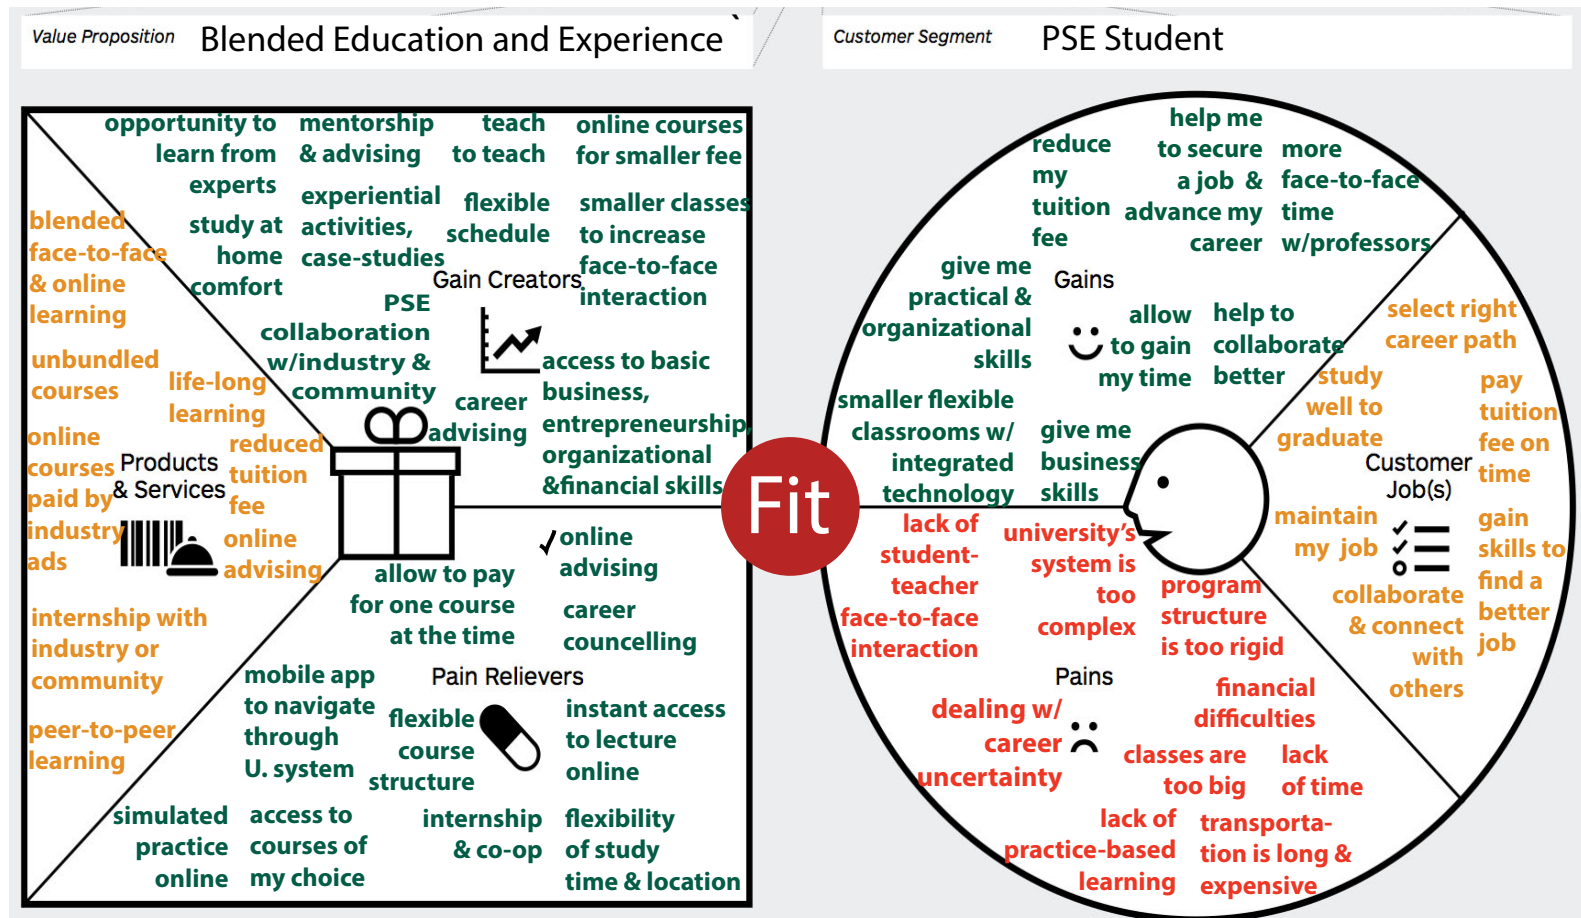 Value Proposition
Blended Education and Experience
Customer Segment
PSE Student
opportunity to
learn from
experts
mentorship
& advising
teach
to teach
online courses
for smaller fee
study at
home
comfort
experiential
activities,
case-studies
flexible
schedule
smaller classes
to increase
face-to-face
interaction
Gain Creators
PSE
collaboration
w/industry &
community
career
advising
access to basic
business,
entrepreneurship,
organizational
&financial skills
blended
face-to-face
& online
learning
unbundled
courses
life-long
learning
online
courses
paid by
industry
ads
Products
& Services
reduced
tuition
fee
online
advising
internship with
industry or
community
peer-to-peer
learning
allow to pay
for one course
at the time
online
advising
career
councelling
Pain Relievers
mobile app
to navigate
through
U. system
flexible
course
structure
instant access
to lecture
online
simulated
practice
online
access to
courses of
my choice
internship
& co-op
flexibility
of study
time & location
Fit
reduce
my
tuition
fee
help me
to secure
a job &
advance my
career
more
face-to-face
time
w/professors
give me
practical &
organizational
skills
Gains
allow
to gain
my time
help to
collaborate
better
smaller flexible
classrooms w/
integrated
technology
give me
business
skills
select right
career path
study
well to
graduate
pay
tuition
fee on
time
Customer
Job(s)
maintain
my job
gain
skills to
find a
better
job
collaborate
& connect
with
others
lack of
student-
teacher
face-to-face
interaction
university's
system is
too
complex
program
structure
is too rigid
Pains
dealing w/
career
uncertainty
financial
difficulties
classes are
too big
lack
of time
lack of
practice-based
learning
transporta-
tion is long &
expensive